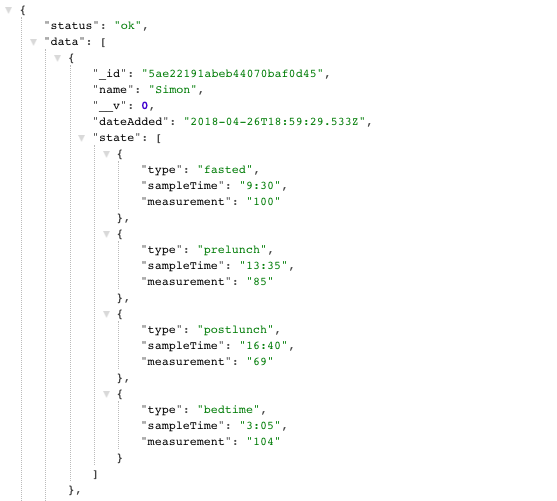 {
"status": "ok",
"data": [
{
"_id": "5ae22191abeb44070baf0d45",
"name": "Simon",
"__v": 0,
"dateAdded": "2018-04-26T18:59:29.533Z",
"state": [
{
"type": "fasted",
"sampleTime": "9:30",
"measurement": "100"
},
{
"type": "prelunch",
"sampleTime": "13:35",
"measurement": "85"
},
{
"type": "postlunch",
"sampleTime": "16:40",
"measurement": "69"
},
{
"type": "bedtime",
"sampleTime": "3:05",
"measurement": "104"
}
]
},